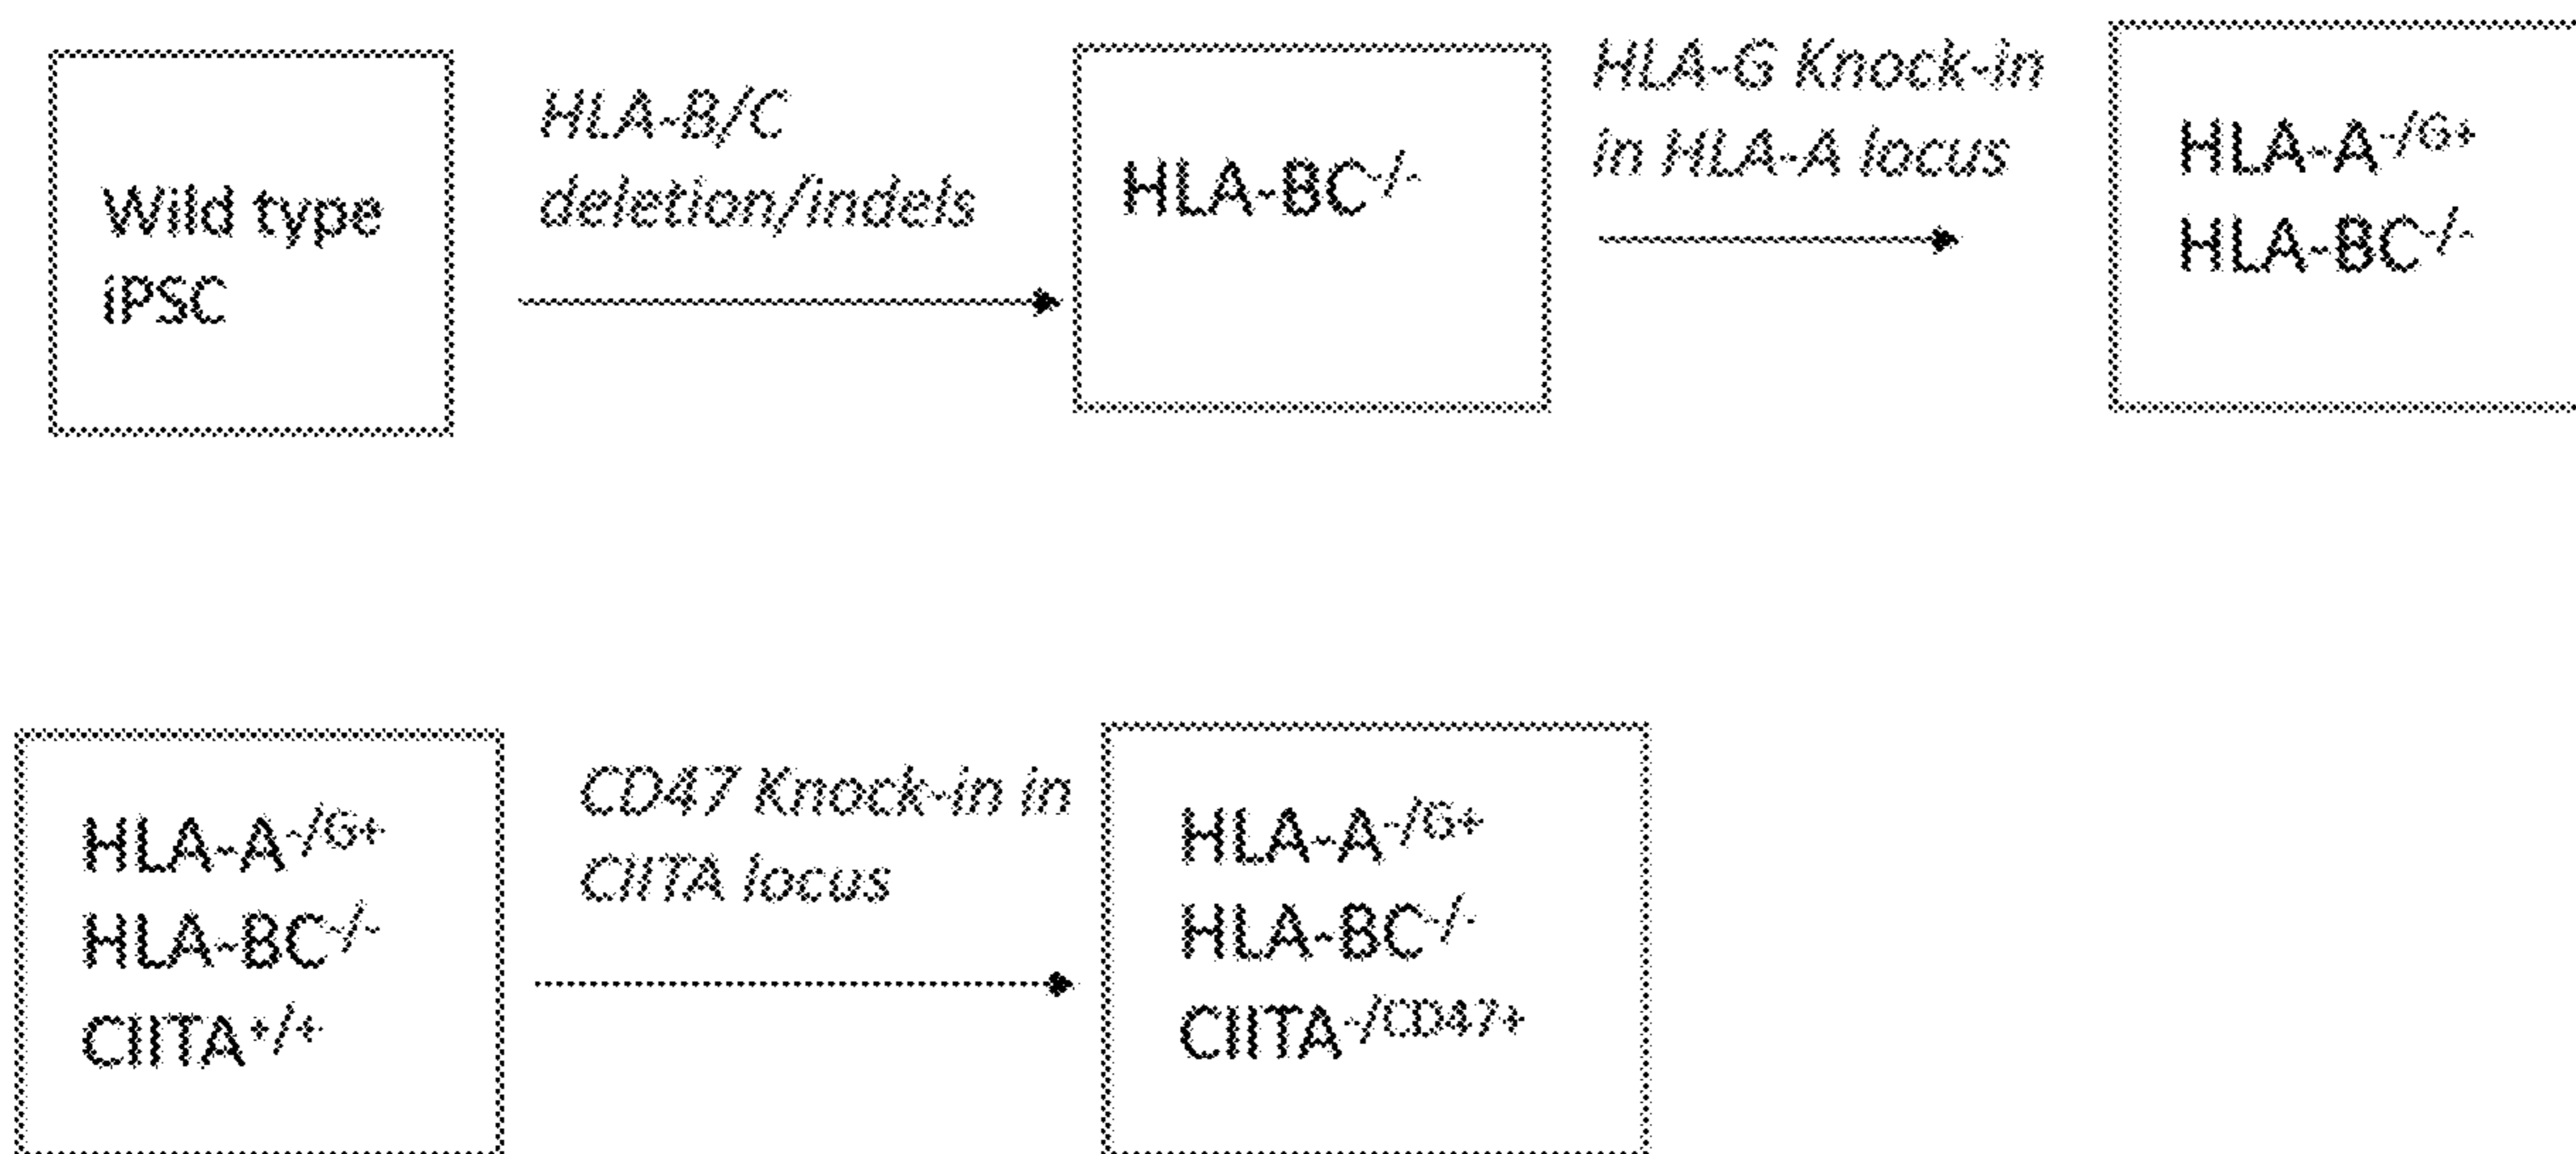 Wild type
iPSC
HLA-B/C
deletion/indels
HLA-BC-/-
HLA-G Knock-in
in HLA-A locus
HLA-A-/G+
HLA-BC-/-
HLA-A-/G+
HLA-BC-/-
CIITA+/+
CD47 Knock-in in
CIITA locus
HLA-A-/G+
HLA-BC-/-
CIITA-/CD47+